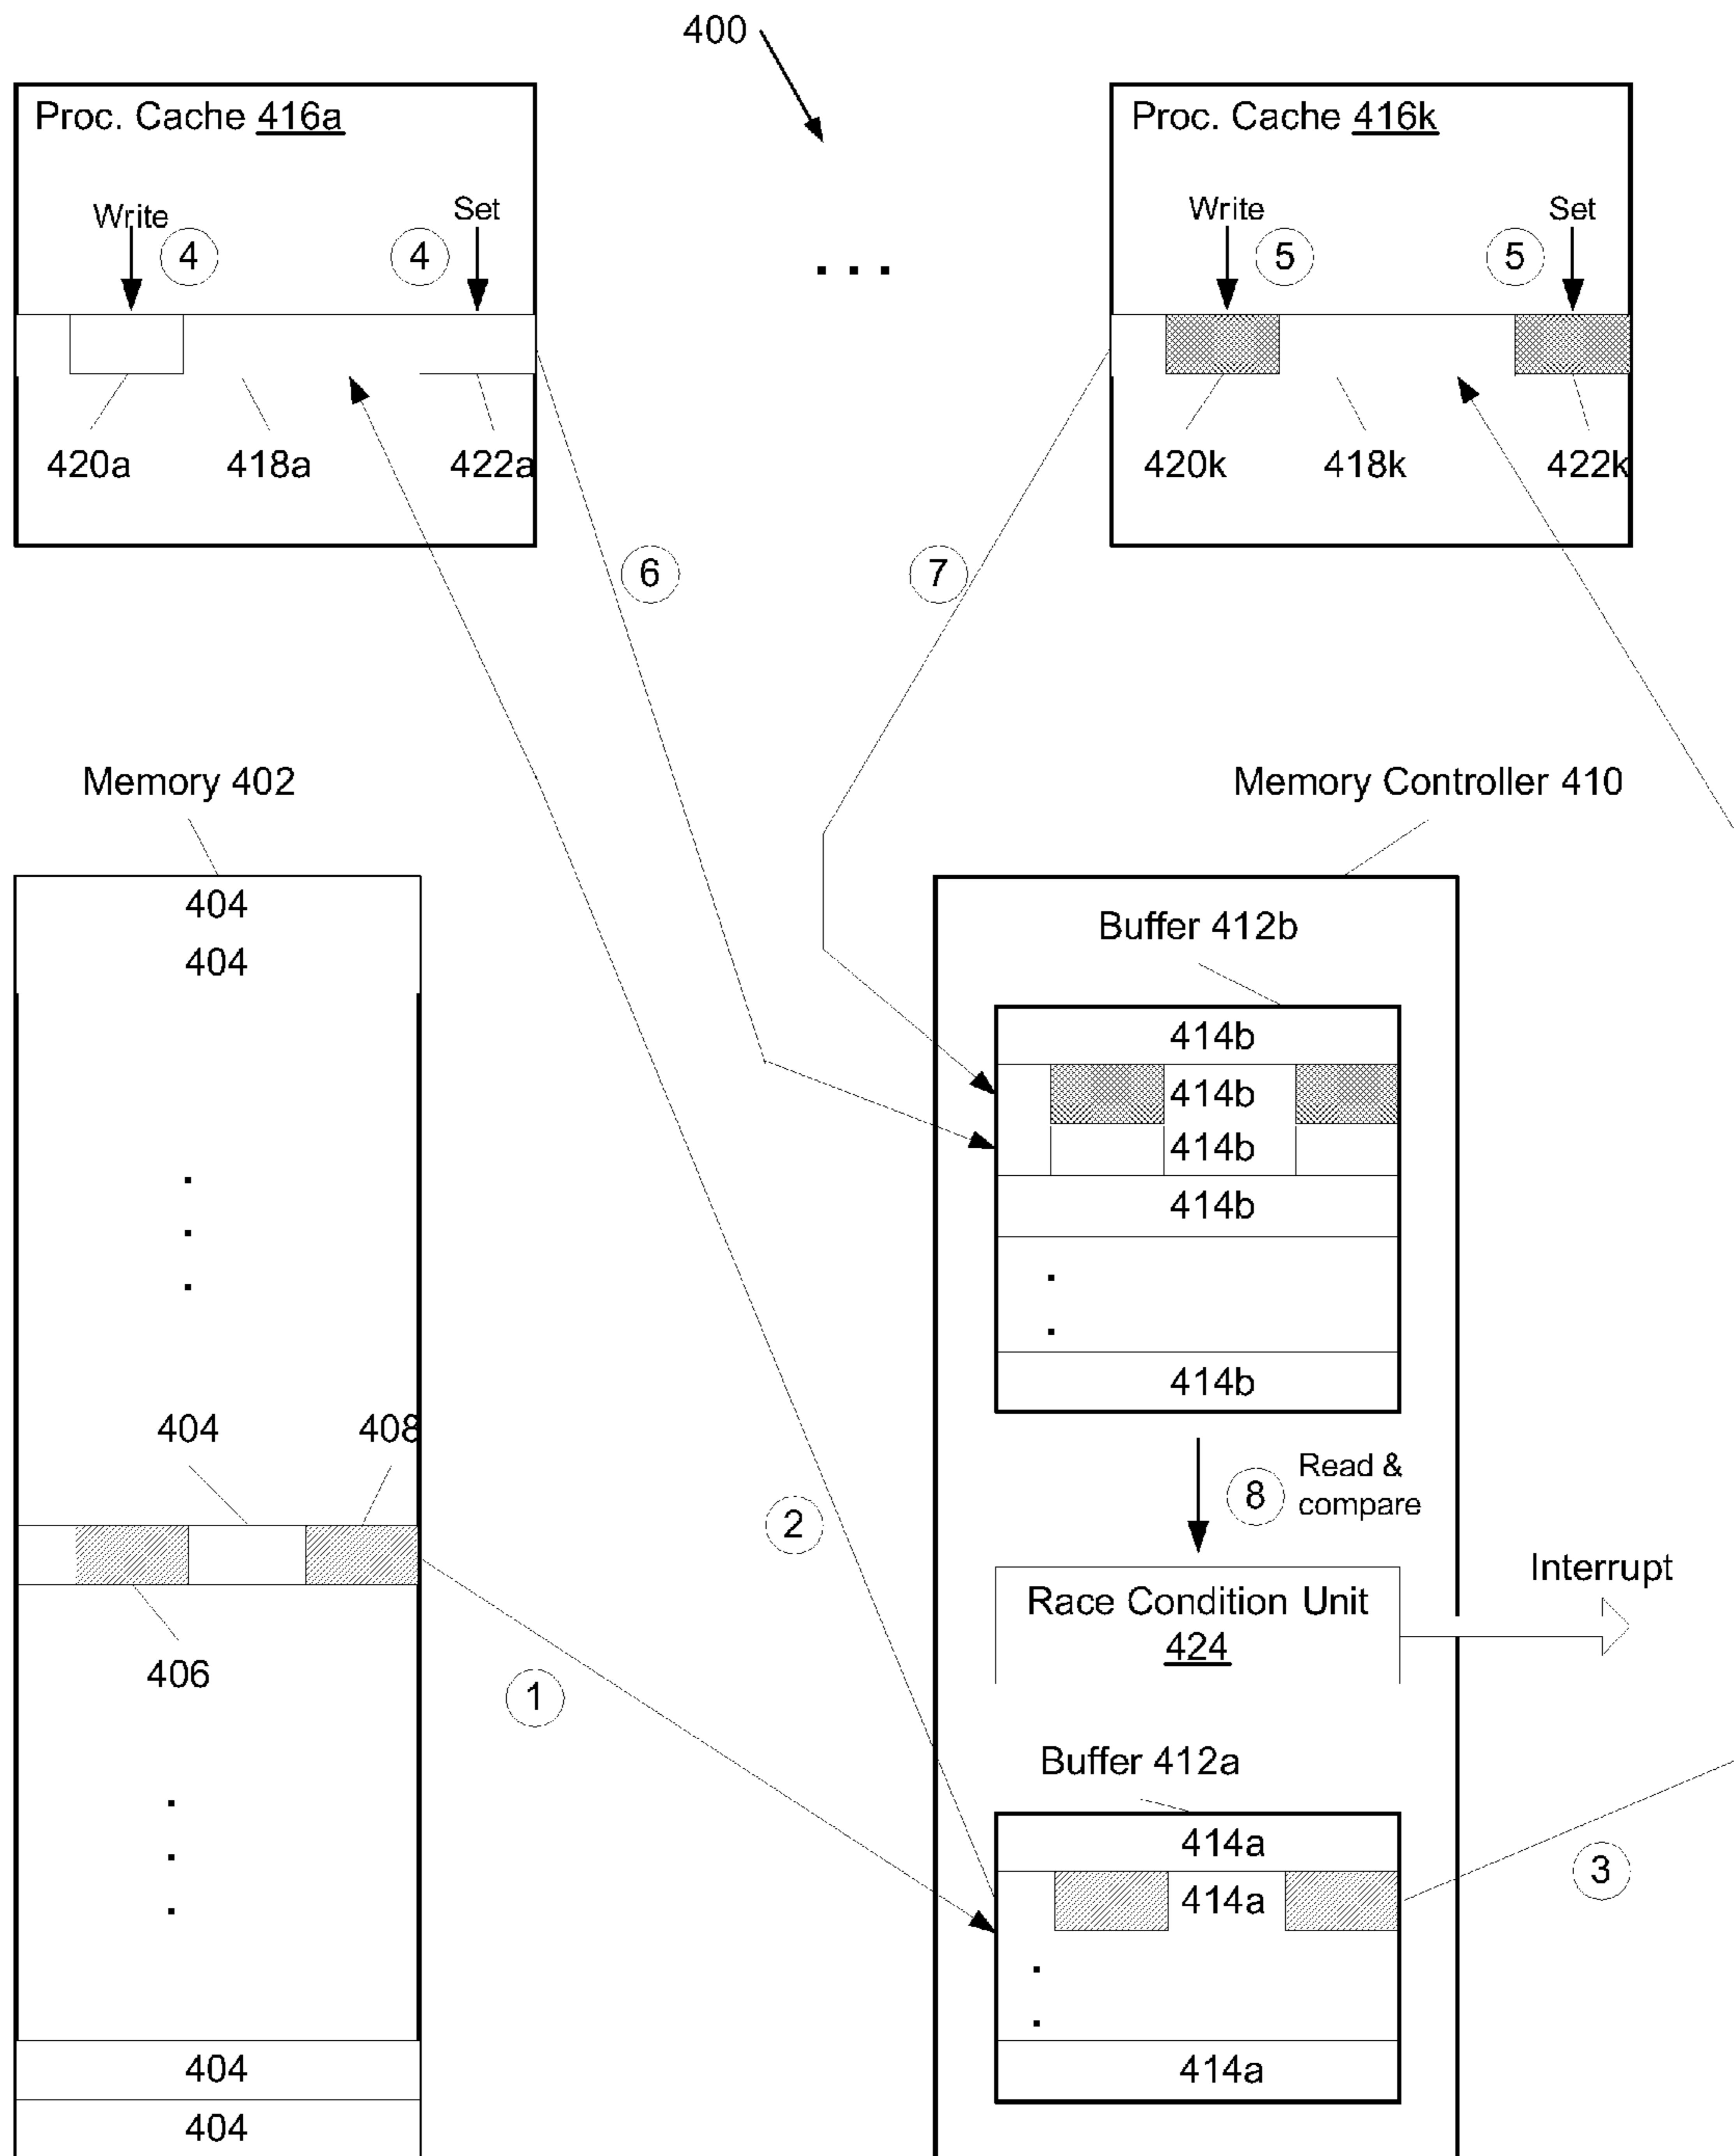 400
Proc. Cache 416a
Write
4
4
Set
420a
418a
422a
. . .
Proc. Cache 416k
Write
5
5
Set
420k
418k
422k
6
7
Memory 402
404
404
.
.
.
404
408
406
.
.
.
404
404
1
2
Memory Controller 410
Buffer 412b
414b
414b
414b
414b
.
.
414b
8
Read &
compare
Race Condition Unit
424
Interrupt
Buffer 412a
414a
414a
.
.
414a
3